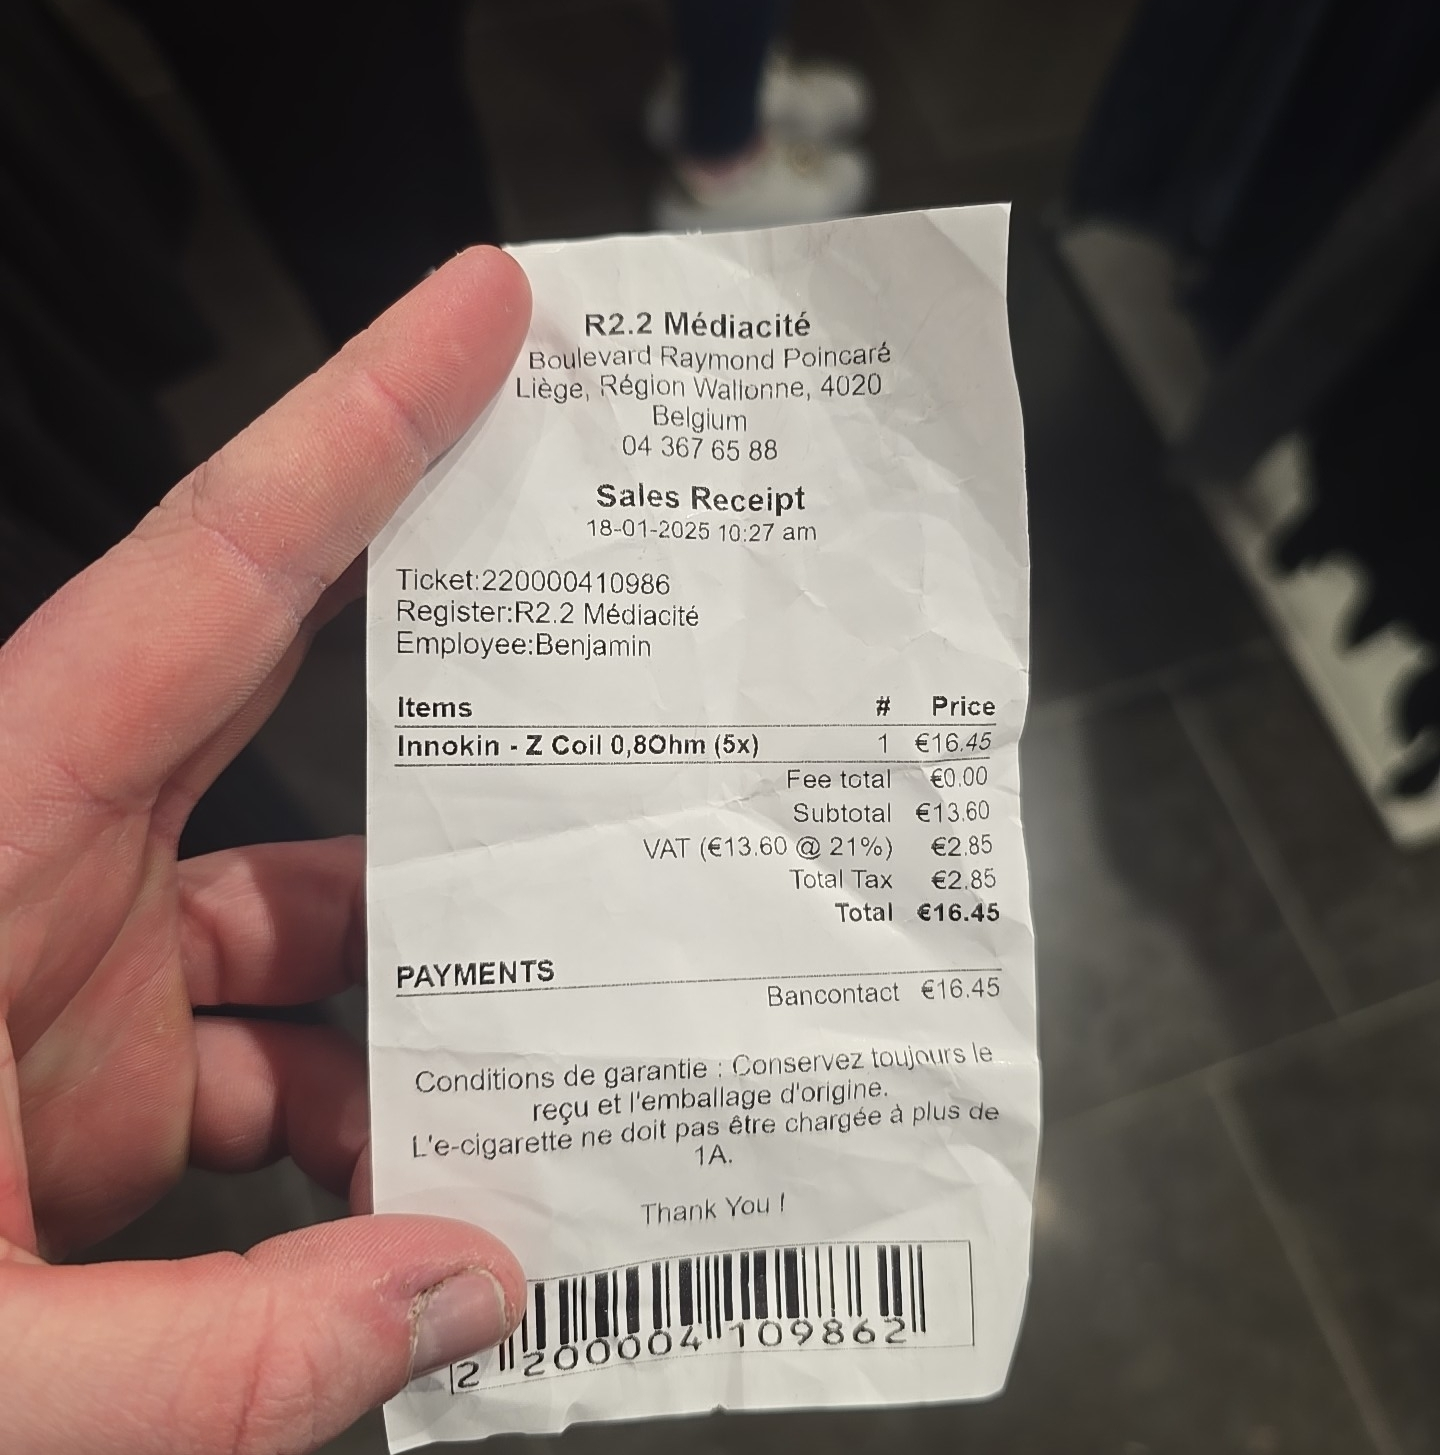 R2.2 Médiacité
Boulevard Raymond Poincaré
Liège, Région Wallonne, 4020
Belgium
04 367 65 88
Sales Receipt
18-01-2025 10:27 am
Ticket:220000410986
Register:R2.2 Médiacité
Employee:Benjamin
Items # Price
Innokin - Z Coil 0,8Ohm (5x) 1 €16.45
Fee total €0.00
Subtotal €13.60
VAT (€13.60 @ 21%) €2.85
Total Tax €2.85
Total €16.45
PAYMENTS
Bancontact €16.45
Conditions de garantie : Conservez toujours le
reçu et l'emballage d'origine.
L'e-cigarette ne doit pas être chargée à plus de
1A.
Thank You !
2 200004 109862